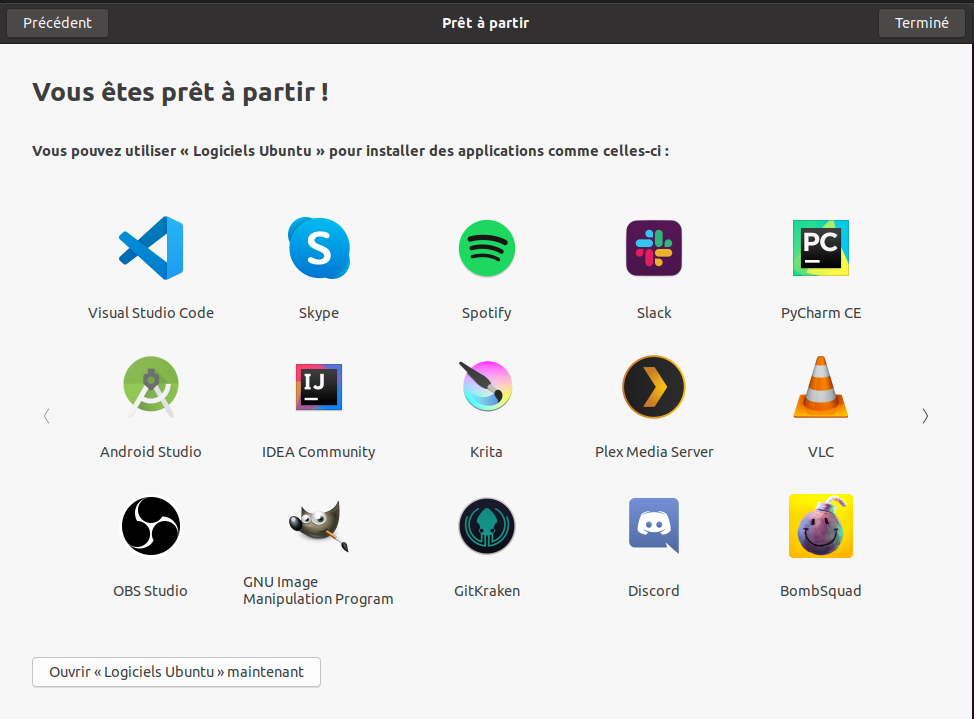 Précédent
Prêt à partir
Terminé
Vous êtes prêt à partir !
Vous pouvez utiliser « Logiciels Ubuntu » pour installer des applications comme celles-ci :
S
PC
Visual Studio Code
Skype
Spotify
Slack
PyCharm CE
IJ
Android Studio
IDEA Community
Krita
Plex Media Server
VLC
OBS Studio
GNU Image
Manipulation Program
GitKraken
Discord
BombSquad
Ouvrir « Logiciels Ubuntu » maintenant